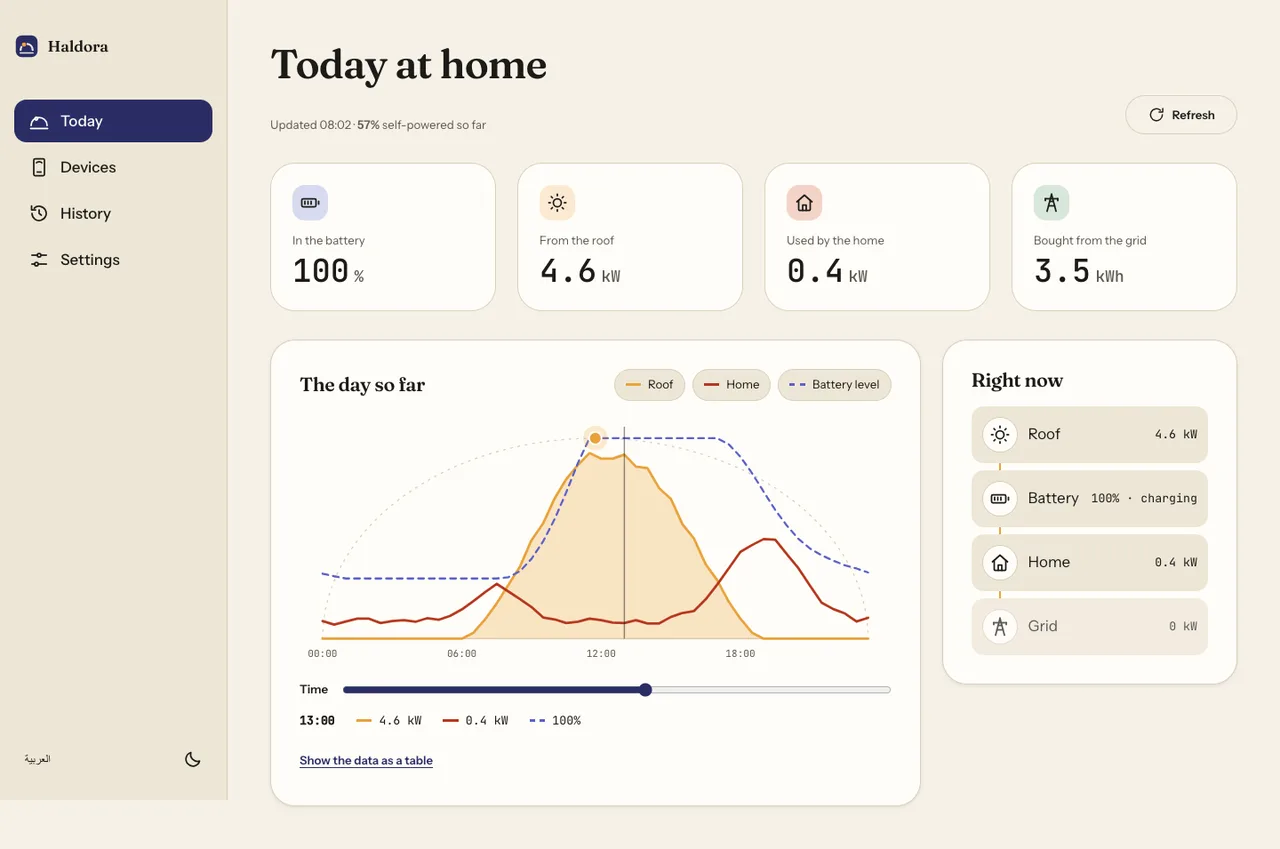 Haldora
Today
Devices
History
Settings
العربية
Today at home
Updated 08:02 · 57% self-powered so far
Refresh
In the battery
100 %
From the roof
4.6 kW
Used by the home
0.4 kW
Bought from the grid
3.5 kWh
The day so far
Roof
Home
Battery level
00:00
06:00
12:00
18:00
Time
13:00
4.6 kW
0.4 kW
100%
Show the data as a table
Right now
Roof
4.6 kW
Battery
100% · charging
Home
0.4 kW
Grid
0 kW